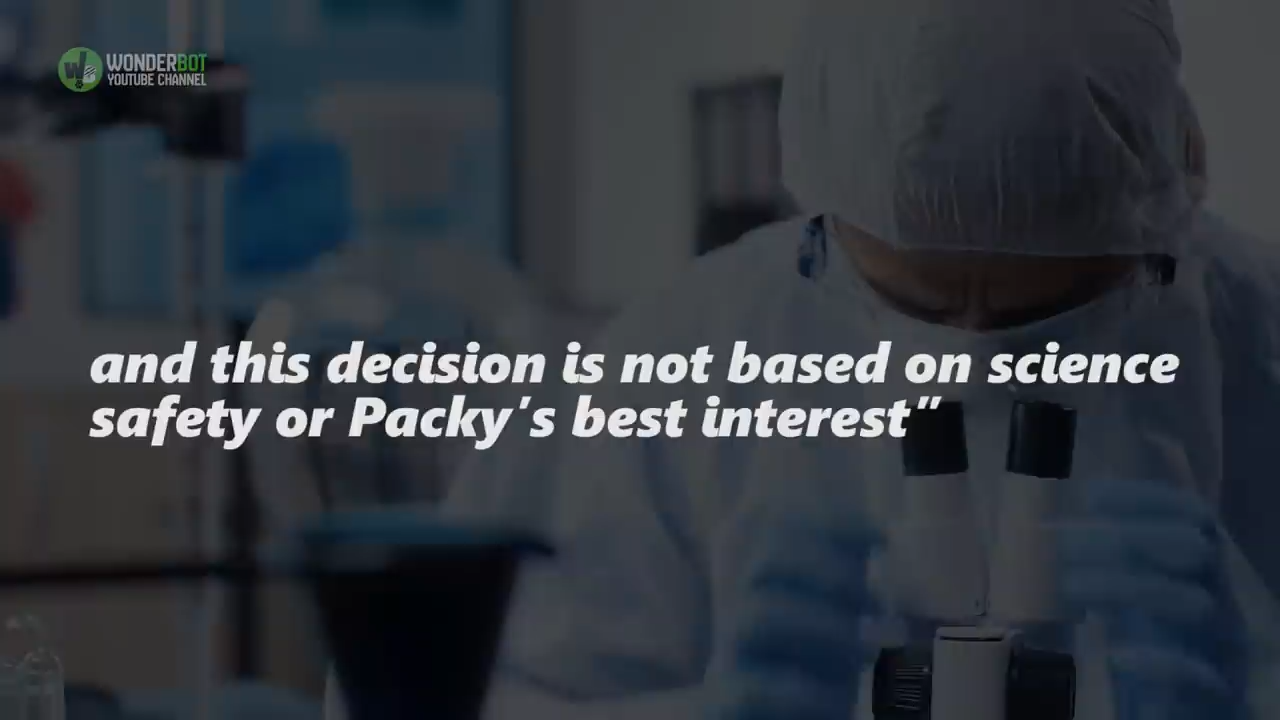 WONDERBOT
YOUTUBE CHANNEL
and this decision is not based on science
safety or Packy's best interest”